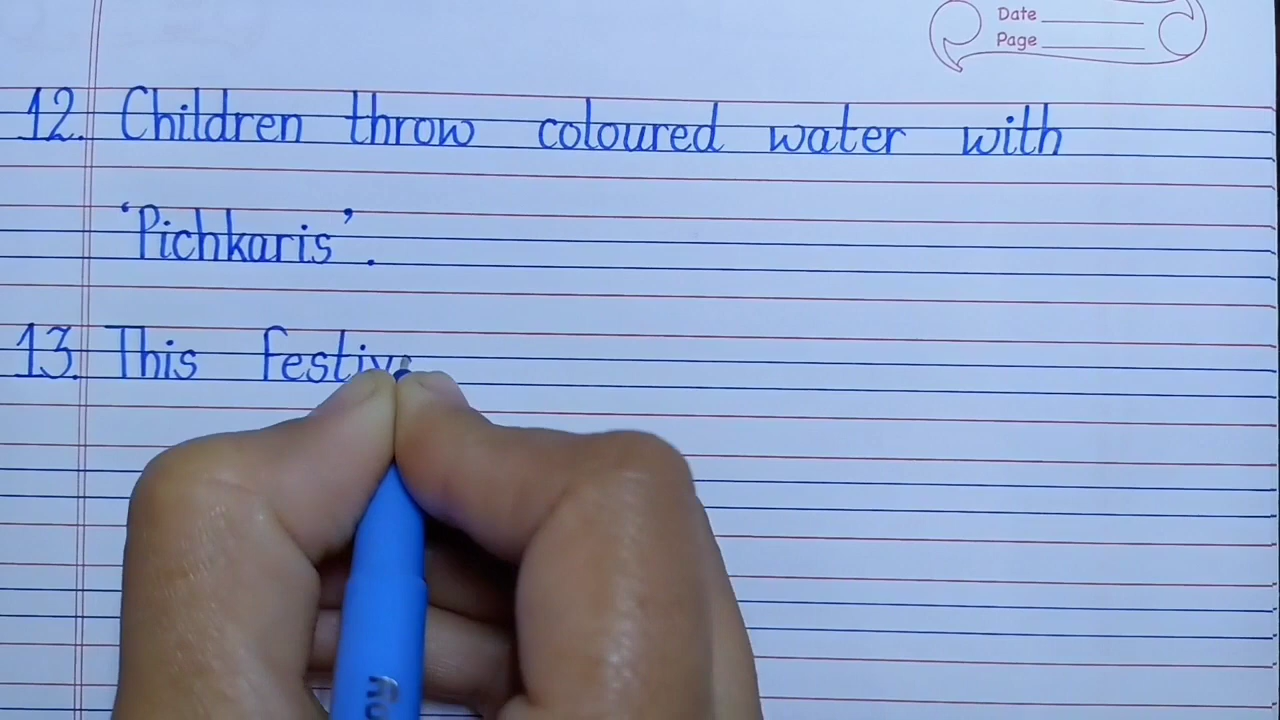 Date
Page
12. Children throw coloured water with
'Pichkaris'.
13. This festiv